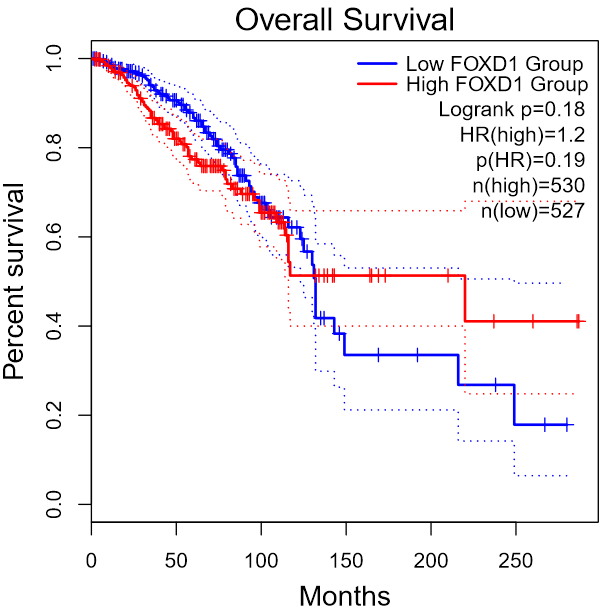 Overall Survival
Low FOXD1 Group
High FOXD1 Group
Logrank p=0.18
HR(high)=1.2
p(HR)=0.19
n(high)=530
n(low)=527
Percent survival
1.0
0.8
0.6
0.4
0.2
0.0
0 50 100 150 200 250
Months